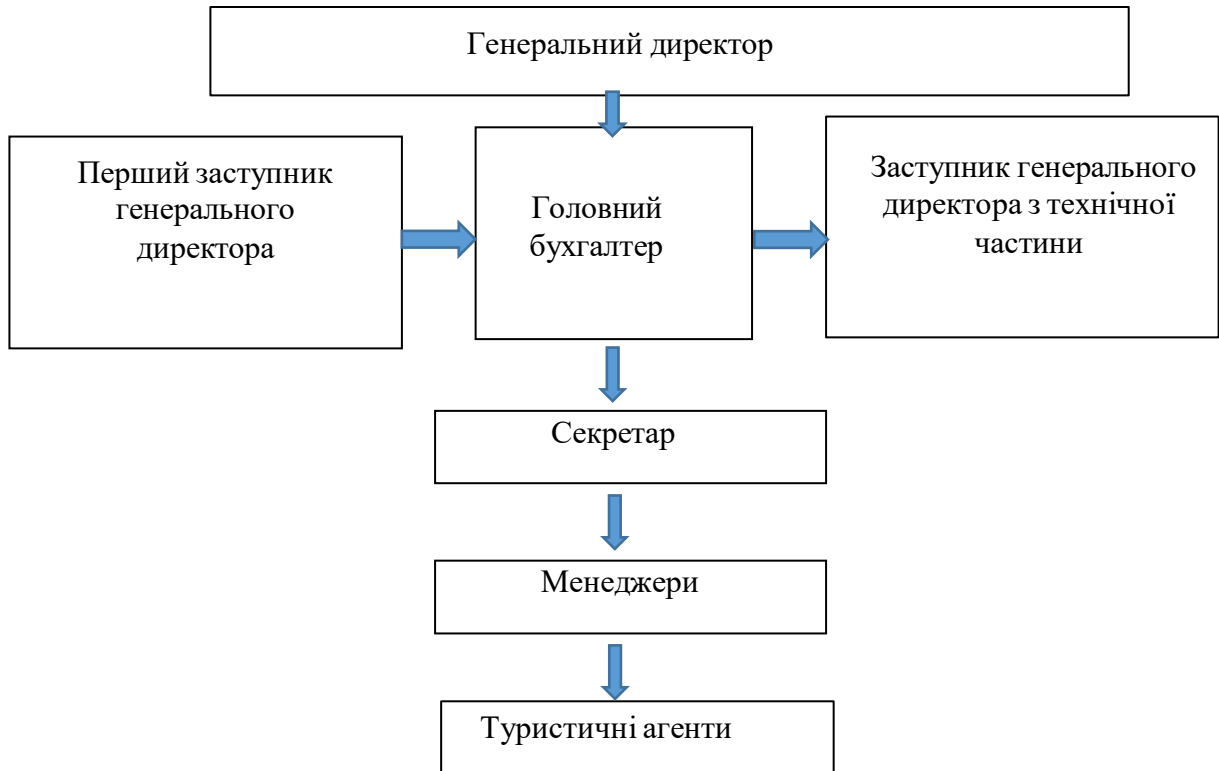 Генеральний директор
Перший заступник
генерального
директора
Головний
бухгалтер
Заступник генерального
директора з технічної
частини
Секретар
Менеджери
Туристичні агенти